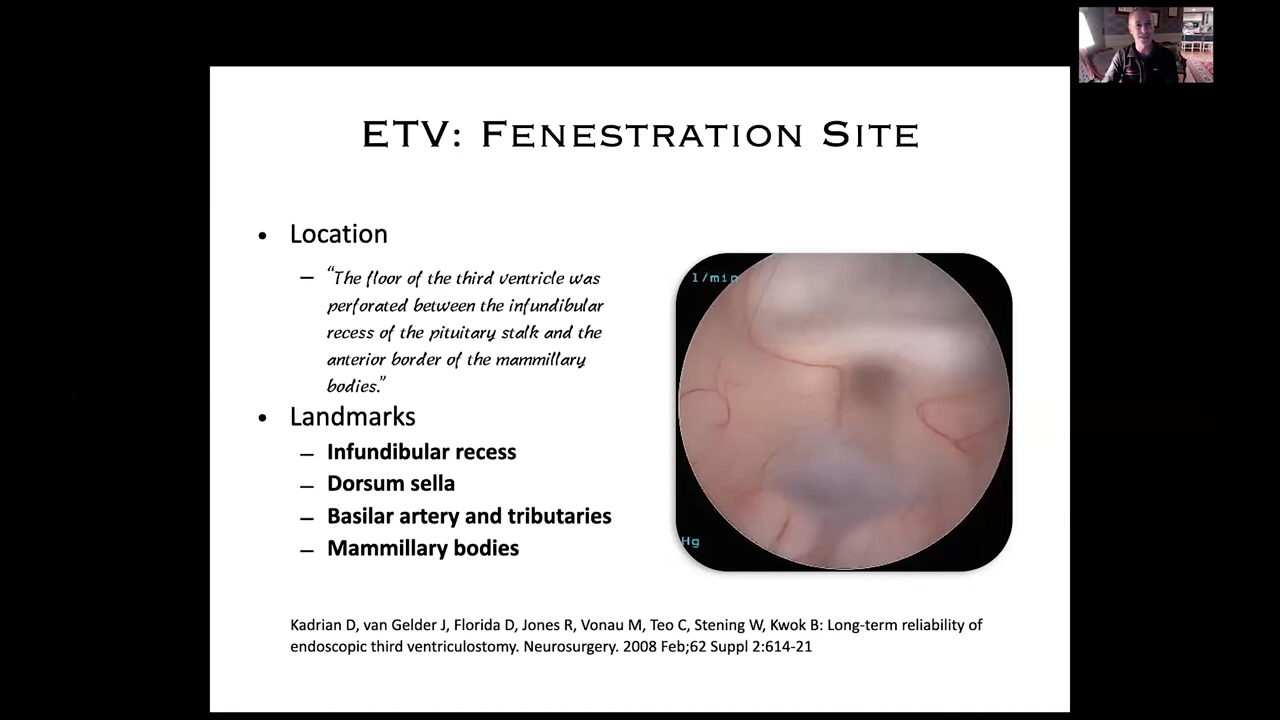 ETV: Fenestration Site
• Location
– “The floor of the third ventricle was
perforated between the infundibular
recess of the pituitary stalk and the
anterior border of the mammillary
bodies.”
• Landmarks
– Infundibular recess
– Dorsum sella
– Basilar artery and tributaries
– Mammillary bodies
l/min
Hg
Kadrian D, van Gelder J, Florida D, Jones R, Vonau M, Teo C, Stening W, Kwok B: Long-term reliability of
endoscopic third ventriculostomy. Neurosurgery. 2008 Feb;62 Suppl 2:614-21